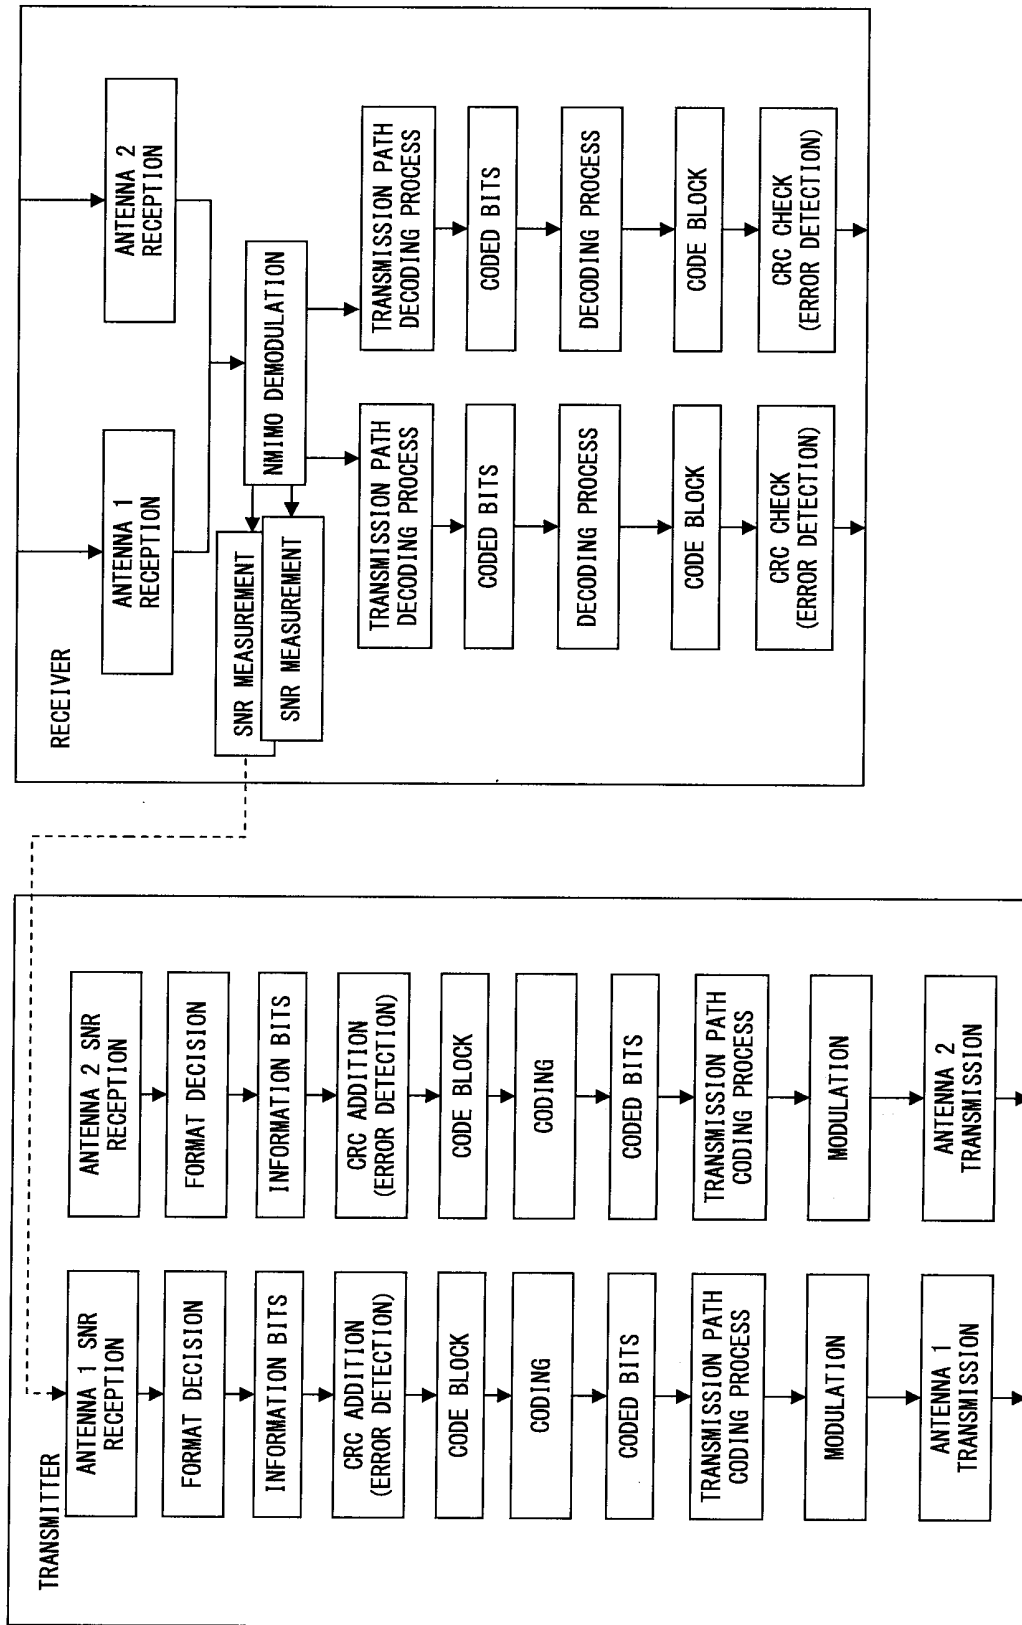 TRANSMITTER
ANTENNA 1 SNR
RECEPTION
FORMAT DECISION
INFORMATION BITS
CRC ADDITION
(ERROR DETECTION)
CODE BLOCK
CODING
CODED BITS
TRANSMISSION PATH
CODING PROCESS
MODULATION
ANTENNA 1
TRANSMISSION
ANTENNA 2 SNR
RECEPTION
FORMAT DECISION
INFORMATION BITS
CRC ADDITION
(ERROR DETECTION)
CODE BLOCK
CODING
CODED BITS
TRANSMISSION PATH
CODING PROCESS
MODULATION
ANTENNA 2
TRANSMISSION
RECEIVER
ANTENNA 1
RECEPTION
ANTENNA 2
RECEPTION
NMIMO DEMODULATION
SNR MEASUREMENT
SNR MEASUREMENT
TRANSMISSION PATH
DECODING PROCESS
CODED BITS
DECODING PROCESS
CODE BLOCK
CRC CHECK
(ERROR DETECTION)
TRANSMISSION PATH
DECODING PROCESS
CODED BITS
DECODING PROCESS
CODE BLOCK
CRC CHECK
(ERROR DETECTION)